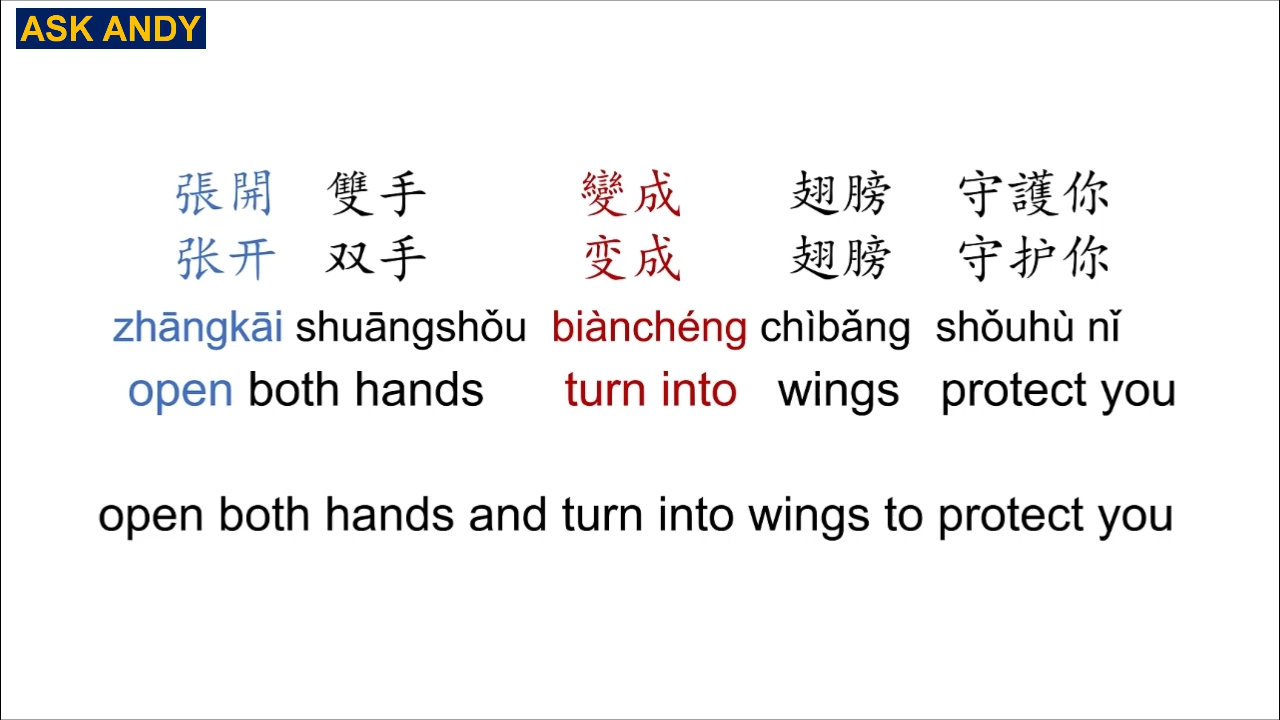 ASK ANDY
張開 雙手 變成 翅膀 守護你
张开 双手 变成 翅膀 守护你
zhāngkāi shuāngshǒu biànchéng chìbǎng shǒuhù nǐ
open both hands turn into wings protect you
open both hands and turn into wings to protect you